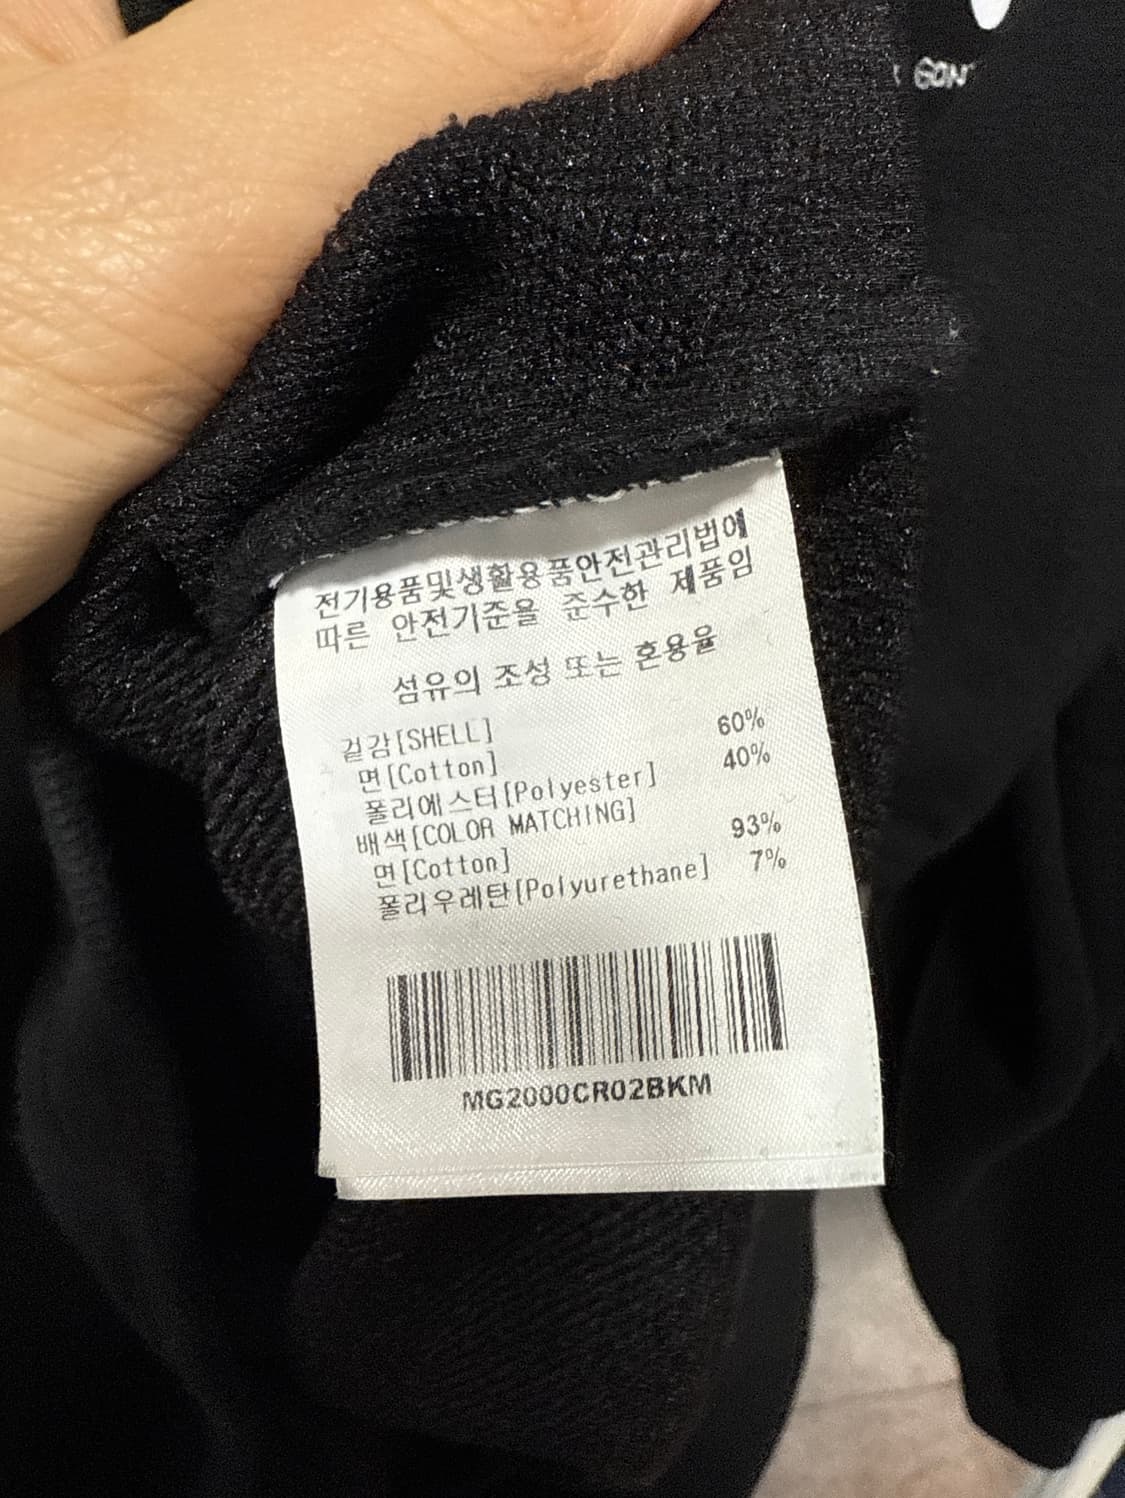 GON
전기용품및생활용품안전관리법에
따른 안전기준을 준수한 제품임
섬유의 조성 또는 혼용율
겉감[SHELL]
면[Cotton] 60%
폴리에스터[Polyester] 40%
배색[COLOR MATCHING]
면[Cotton] 93%
폴리우레탄[Polyurethane] 7%
MG2000CR02BKM